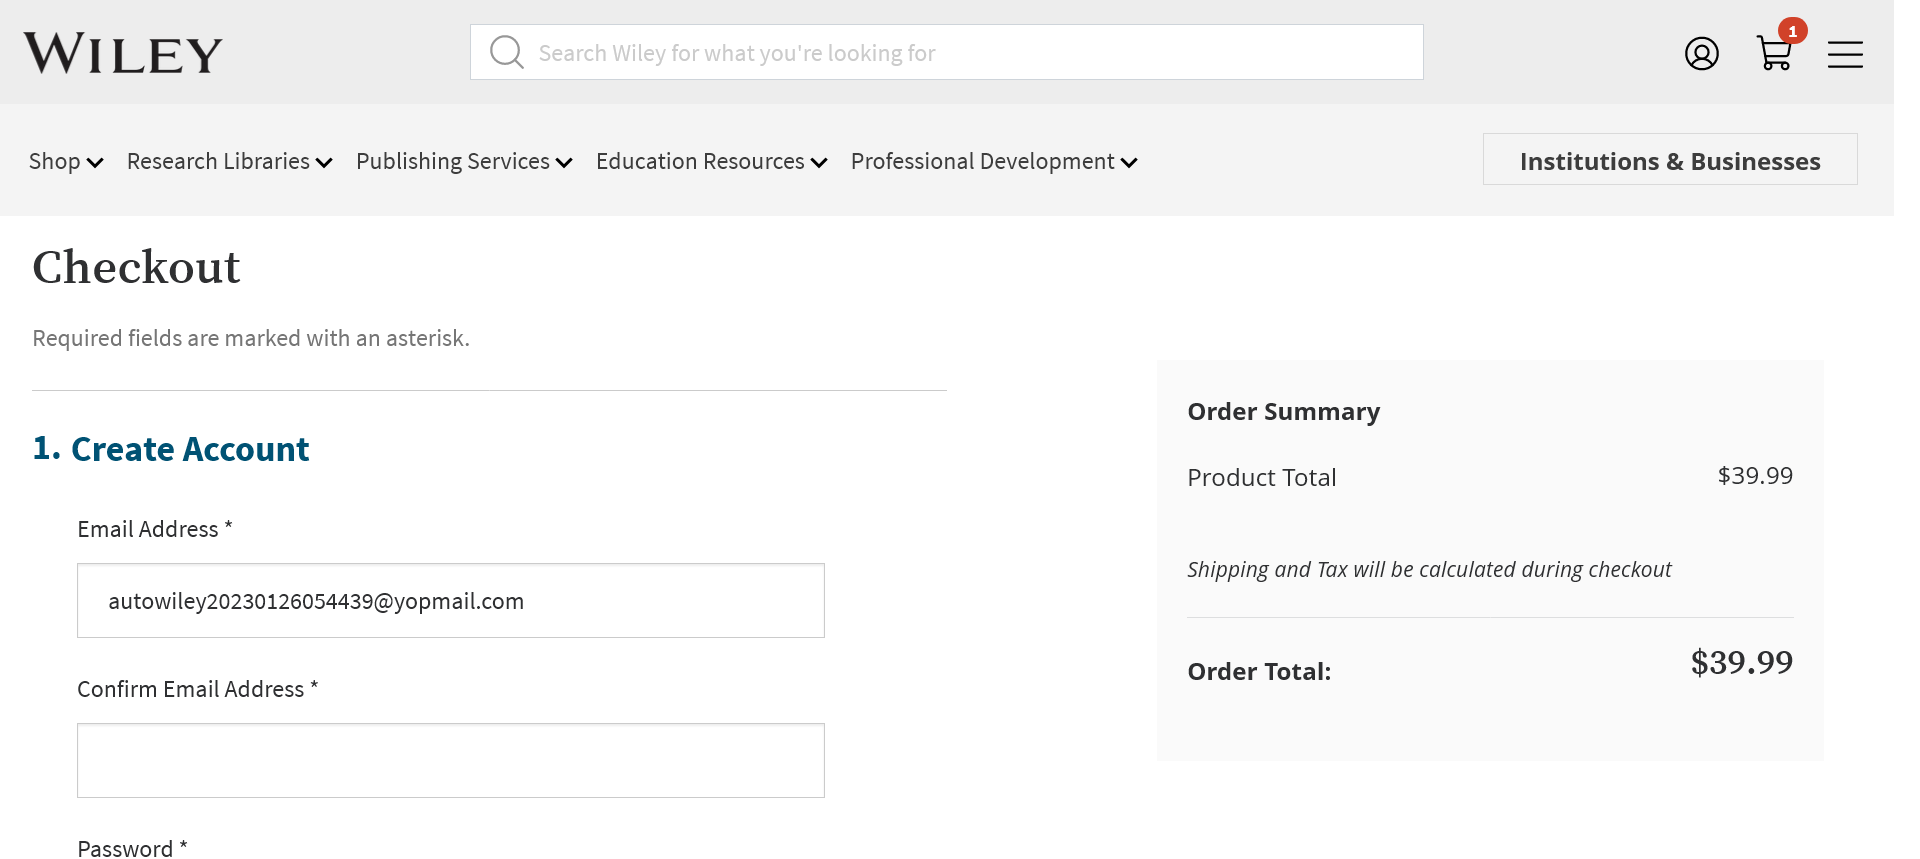 WILEY
Search Wiley for what you're looking for
1
Shop Research Libraries Publishing Services Education Resources Professional Development
Institutions & Businesses
Checkout
Required fields are marked with an asterisk.
1. Create Account
Email Address *
autowiley20230126054439@yopmail.com
Confirm Email Address *
Password *
Order Summary
Product Total $39.99
Shipping and Tax will be calculated during checkout
Order Total: $39.99